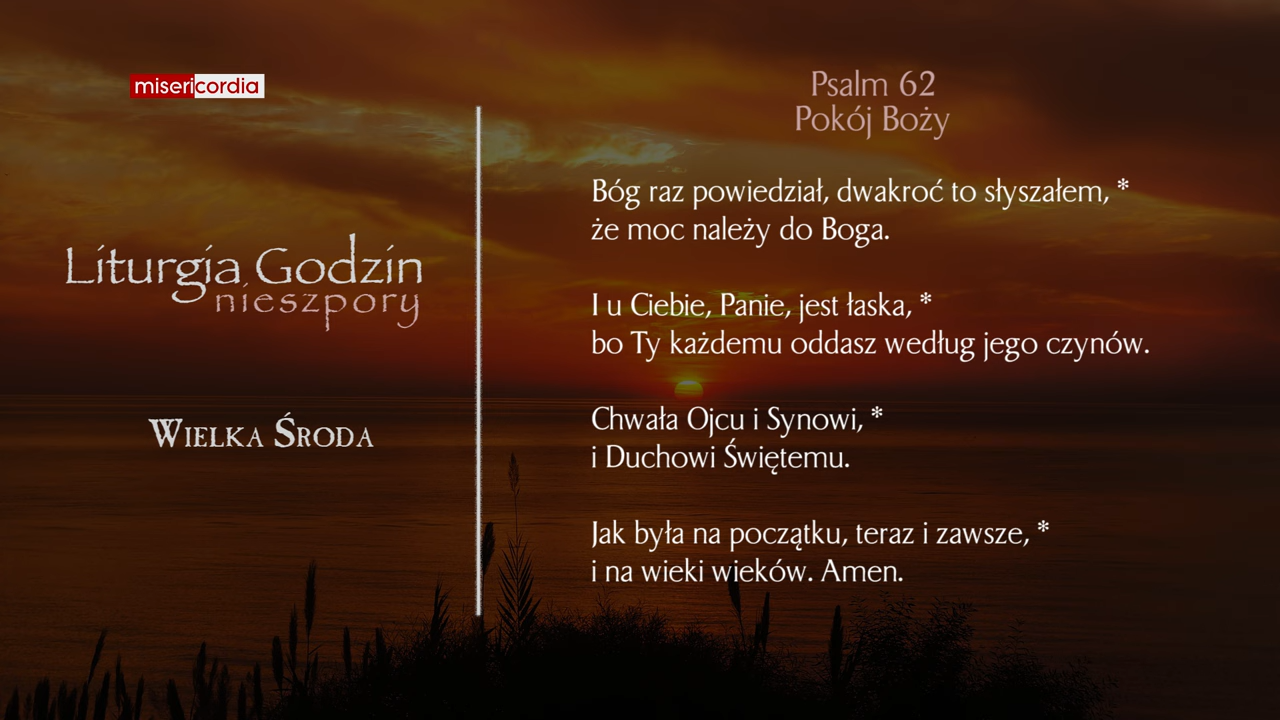 misericordia
Liturgia Godzin
nieszpory
Wielka Środa
Psalm 62
Pokój Boży
Bóg raz powiedział, dwakroć to słyszałem, *
że moc należy do Boga.
I u Ciebie, Panie, jest łaska, *
bo Ty każdemu oddasz według jego czynów.
Chwała Ojcu i Synowi, *
i Duchowi Świętemu.
Jak była na początku, teraz i zawsze, *
i na wieki wieków. Amen.